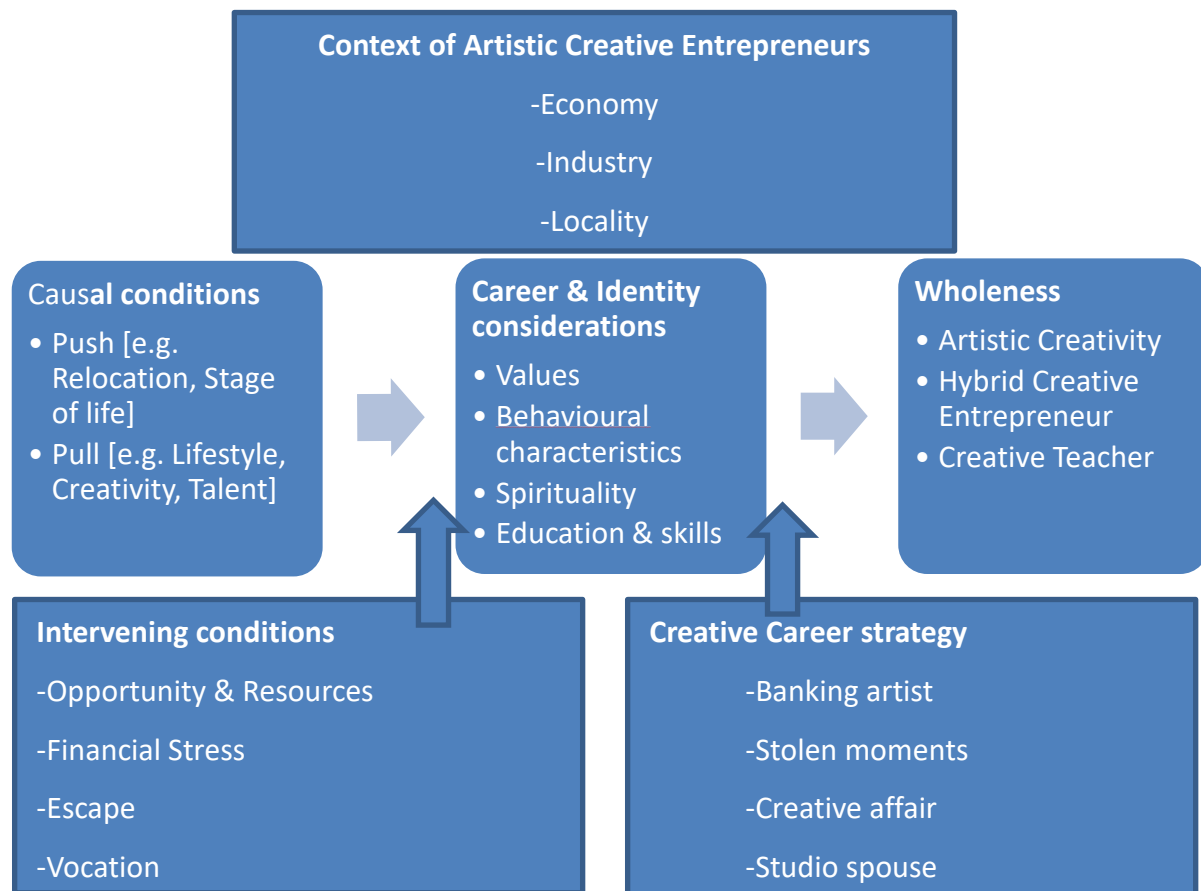 Context of Artistic Creative Entrepreneurs
-Economy
-Industry
-Locality
Causal conditions
• Push [e.g.
Relocation, Stage
of life]
• Pull [e.g. Lifestyle,
Creativity, Talent]
Career & Identity
considerations
• Values
• Behavioural
characteristics
• Spirituality
• Education & skills
Wholeness
• Artistic Creativity
• Hybrid Creative
Entrepreneur
• Creative Teacher
Intervening conditions
-Opportunity & Resources
-Financial Stress
-Escape
-Vocation
Creative Career strategy
-Banking artist
-Stolen moments
-Creative affair
-Studio spouse